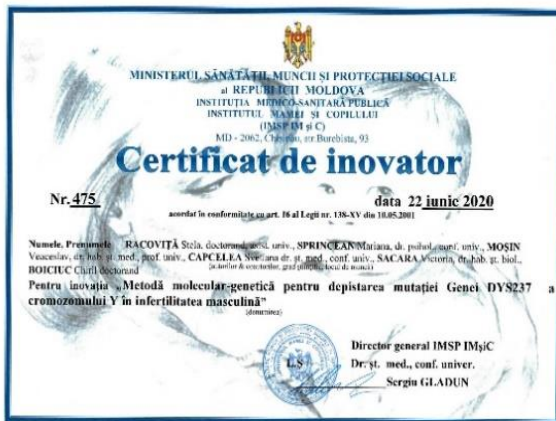 MINISTERUL SĂNĂTĂȚII, MUNCII ȘI PROTECȚIEI SOCIALE
al REPUBLICII MOLDOVA
INSTITUȚIA MEDICO-SANITARĂ PUBLICĂ
INSTITUTUL MAMEI ȘI COPILULUI
(IMSP IM și C)
MD - 2062, Chișinău, str Burebista, 93
Certificat de inovator
Nr. 475 data 22 iunie 2020
acordat în conformitate cu art. 16 al Legii nr. 138-XV din 10.05.2001
Numele, Prenumele RACOVIȚĂ Stela, doctorand, asist. univ., SPRINCEAN Mariana, dr. psihol., conf. univ., MOȘIN
Veaceslav, dr. hab. șt. med., prof. univ., CAPCELEA Svetlana dr. șt. med., conf. univ., SACARA Victoria, dr. hab. șt. biol.,
BOICIUC Chiril doctorand
Pentru inovația „Metodă molecular-genetică pentru depistarea mutației Genei DYS237 a
cromozomului Y în infertilitatea masculină"
(denumirea)
Director general IMSP IMșiC
L.S Dr. șt. med., conf. univer.
Sergiu GLADUN